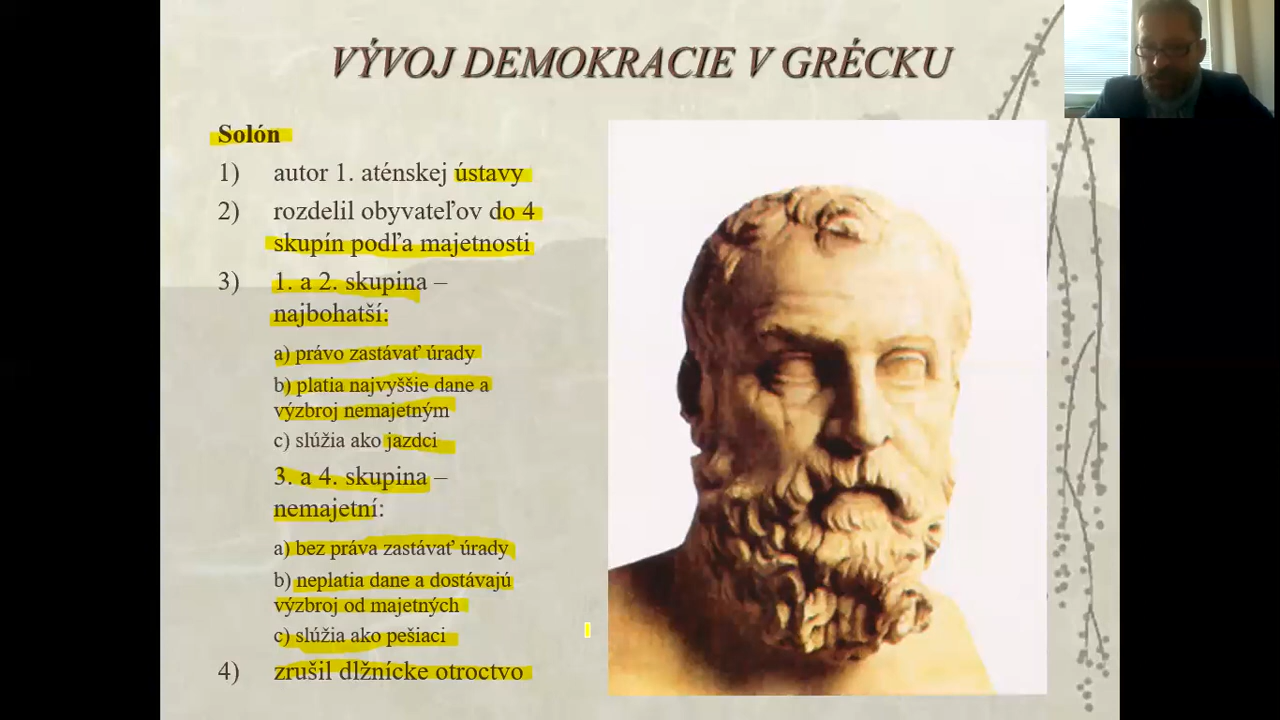 VÝVOJ DEMOKRACIE V GRÉCKU
Solón
1) autor 1. aténskej ústavy
2) rozdelil obyvateľov do 4
skupín podľa majetnosti
3) 1. a 2. skupina –
najbohatší:
a) právo zastávať úrady
b) platia najvyššie dane a
výzbroj nemajetným
c) slúžia ako jazdci
3. a 4. skupina –
nemajetní:
a) bez práva zastávať úrady
b) neplatia dane a dostávajú
výzbroj od majetných
c) slúžia ako pešiaci
4) zrušil dlžnícke otroctvo